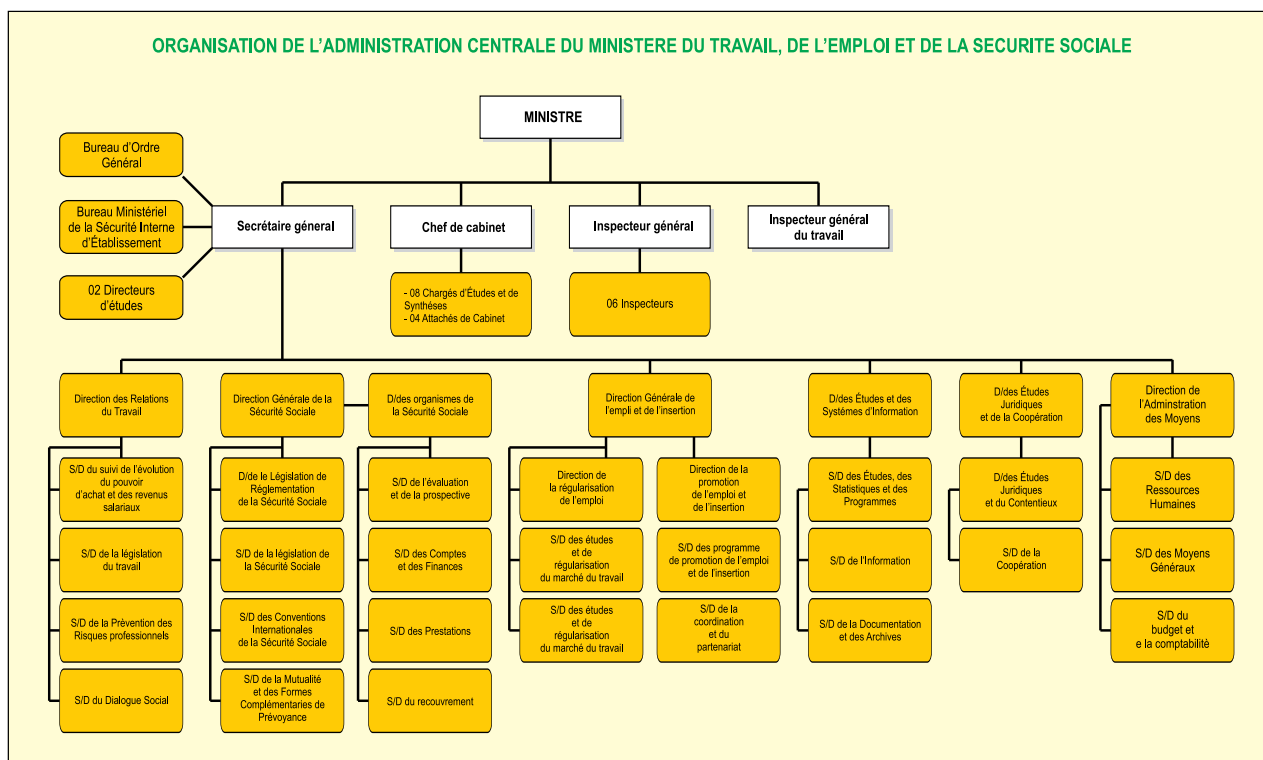 ORGANISATION DE L'ADMINISTRATION CENTRALE DU MINISTERE DU TRAVAIL, DE L'EMPLOI ET DE LA SECURITE SOCIALE
MINISTRE
Bureau d'Ordre
Général
Bureau Ministériel
de la Sécurité Interne
d'Établissement
02 Directeurs
d'études
Secrétaire géneral
Chef de cabinet
Inspecteur général
Inspecteur général
du travail
- 08 Chargés d'Études et de
Synthéses
- 04 Attachés de Cabinet
06 Inspecteurs
Direction des Relations
du Travail
Direction Générale de la
Sécurité Sociale
D/des organismes de
la Sécurité Sociale
Direction Générale de
l'empli et de l'insertion
D/des Études et des
Systémes d'Information
D/des Études
Juridiques
et de la Coopération
Direction de
l'Adminstration
des Moyens
S/D du suivi de l'évolution
du pouvoir
d'achat et des revenus
salariaux
S/D de la législation
du travail
S/D de la Prèvention des
Risques professionnels
S/D du Dialogue Social
D/de le Législation de
Réglementation
de la Sécurité Sociale
S/D de la législation de
la Sécurité Sociale
S/D des Conventions
Internationales
de la Sécurité Sociale
S/D de la Mutualité
et des Formes
Complémentaries de
Prévoyance
S/D de l'évaluation
et de la prospective
S/D des Comptes
et des Finances
S/D des Prestations
S/D du recouvrement
Direction de
la régularisation
de l'emploi
S/D des études
et de
régularisation
du marché du travail
S/D des études
et de
régularisation
du marché du travail
Direction de la
promotion
de l'emploi et
de l'insertion
S/D des programme
de promotion de l'emploi
et de l'insertion
S/D de la
coordination
et du
partenariat
S/D des Études, des
Statistiques et des
Programmes
S/D de l'Information
S/D de la Documentation
et des Archives
D/des Études
Juridiques
et du Contentieux
S/D de la
Coopération
S/D des
Ressources
Humaines
S/D des Moyens
Généraux
S/D du
budget et
e la comptabilité